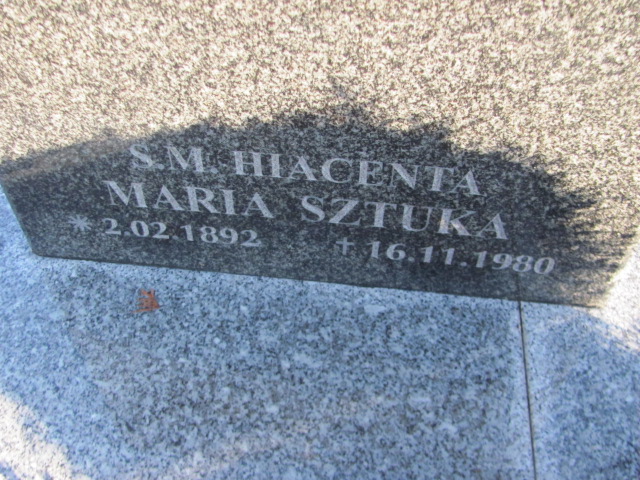 S.M. HIACENTA
MARIA SZTUKA
* 2.02.1892 + 16.11.1980